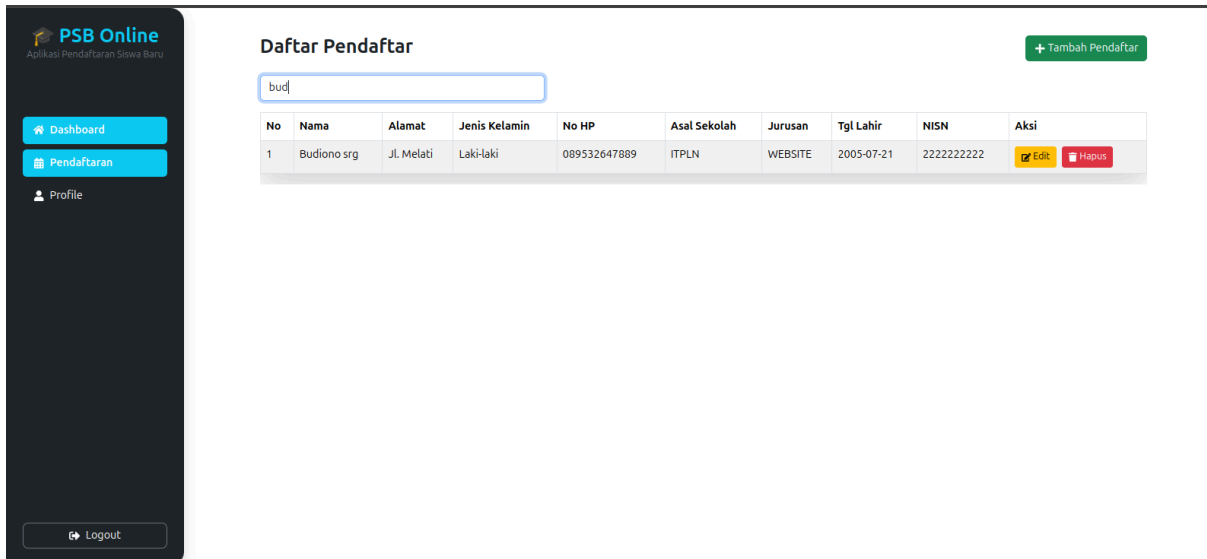 PSB Online
Aplikasi Pendaftaran Siswa Baru
Dashboard
Pendaftaran
Profile
Logout
Daftar Pendaftar
Tambah Pendaftar
bud
No Nama Alamat Jenis Kelamin No HP Asal Sekolah Jurusan Tgl Lahir NISN Aksi
1 Budiono srg Jl. Melati Laki-laki 089532647889 ITPLN WEBSITE 2005-07-21 2222222222 Edit Hapus